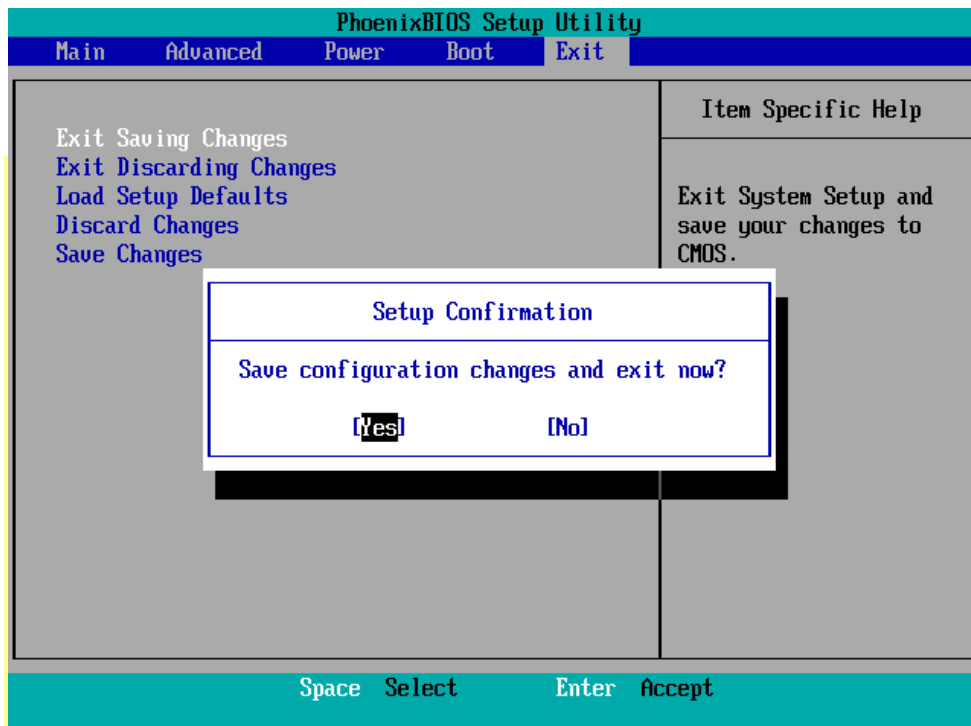 PhoenixBIOS Setup Utility
Main Advanced Power Boot Exit
Exit Saving Changes
Exit Discarding Changes
Load Setup Defaults
Discard Changes
Save Changes
Item Specific Help
Exit System Setup and
save your changes to
CMOS.
Setup Confirmation
Save configuration changes and exit now?
[Yes] [No]
Space Select Enter Accept